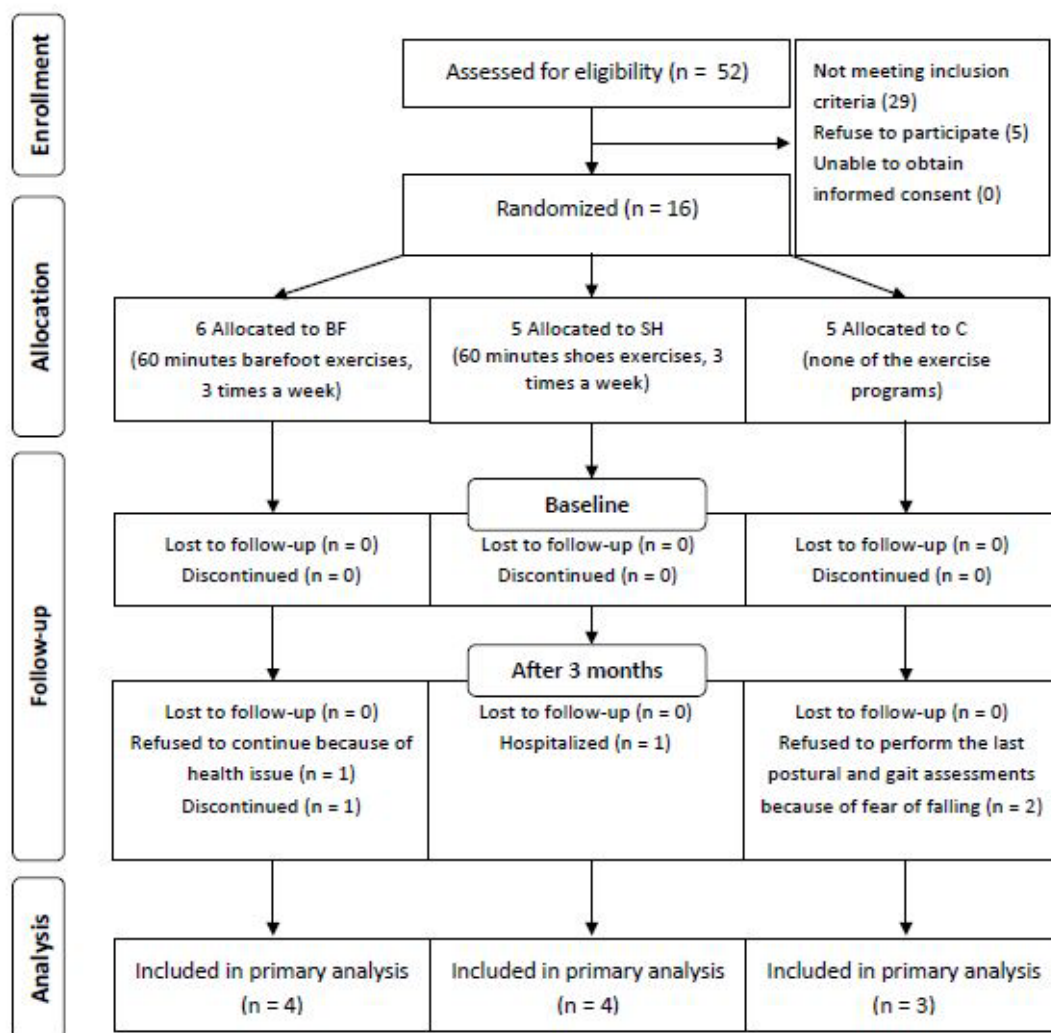 Enrollment
Assessed for eligibility (n = 52)
Not meeting inclusion
criteria (29)
Refuse to participate (5)
Unable to obtain
informed consent (0)
Randomized (n = 16)
Allocation
6 Allocated to BF
(60 minutes barefoot exercises,
3 times a week)
5 Allocated to SH
(60 minutes shoes exercises, 3
times a week)
5 Allocated to C
(none of the exercise
programs)
Follow-up
Baseline
Lost to follow-up (n = 0)
Discontinued (n = 0)
Lost to follow-up (n = 0)
Discontinued (n = 0)
Lost to follow-up (n = 0)
Discontinued (n = 0)
After 3 months
Lost to follow-up (n = 0)
Refused to continue because of
health issue (n = 1)
Discontinued (n = 1)
Lost to follow-up (n = 0)
Hospitalized (n = 1)
Lost to follow-up (n = 0)
Refused to perform the last
postural and gait assessments
because of fear of falling (n = 2)
Analysis
Included in primary analysis
(n = 4)
Included in primary analysis
(n = 4)
Included in primary analysis
(n = 3)